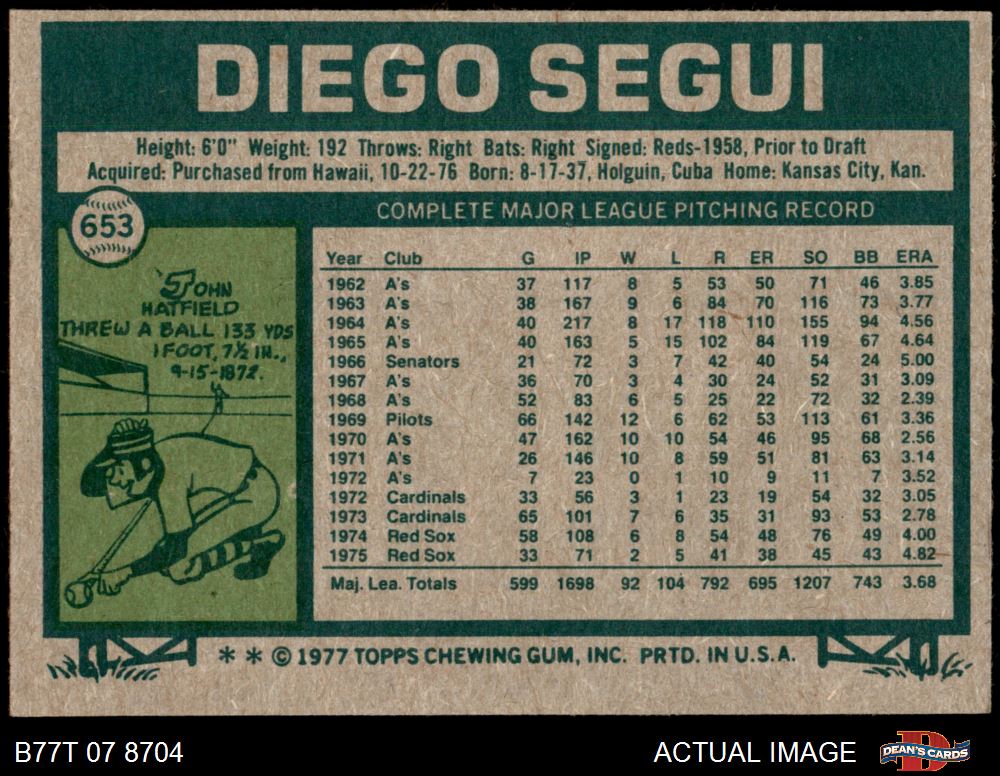 DIEGO SEGUI
Height: 6'0" Weight: 192 Throws: Right Bats: Right Signed: Reds-1958, Prior to Draft
Acquired: Purchased from Hawaii, 10-22-76 Born: 8-17-37, Holguin, Cuba Home: Kansas City, Kan.
653
COMPLETE MAJOR LEAGUE PITCHING RECORD
JOHN
HATFIELD
THREW A BALL 133 YDS
1 FOOT, 7½ IN.,
9-15-1872.
Year Club G IP W L R ER SO BB ERA
1962 A's 37 117 8 5 53 50 71 46 3.85
1963 A's 38 167 9 6 84 70 116 73 3.77
1964 A's 40 217 8 17 118 110 155 94 4.56
1965 A's 40 163 5 15 102 84 119 67 4.64
1966 Senators 21 72 3 7 42 40 54 24 5.00
1967 A's 36 70 3 4 30 24 52 31 3.09
1968 A's 52 83 6 5 25 22 72 32 2.39
1969 Pilots 66 142 12 6 62 53 113 61 3.36
1970 A's 47 162 10 10 54 46 95 68 2.56
1971 A's 26 146 10 8 59 51 81 63 3.14
1972 A's 7 23 0 1 10 9 11 7 3.52
1972 Cardinals 33 56 3 1 23 19 54 32 3.05
1973 Cardinals 65 101 7 6 35 31 93 53 2.78
1974 Red Sox 58 108 6 8 54 48 76 49 4.00
1975 Red Sox 33 71 2 5 41 38 45 43 4.82
Maj. Lea. Totals 599 1698 92 104 792 695 1207 743 3.68
* * © 1977 TOPPS CHEWING GUM, INC. PRTD. IN U.S.A.
B77T 07 8704
ACTUAL IMAGE
DEAN'S CARDS